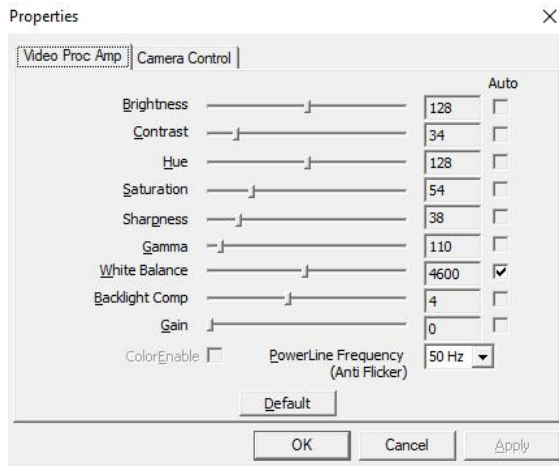 Properties
Video Proc Amp Camera Control
Auto
Brightness 128
Contrast 34
Hue 128
Saturation 54
Sharpness 38
Gamma 110
White Balance 4600
Backlight Comp 4
Gain 0
ColorEnable PowerLine Frequency 50 Hz
(Anti Flicker)
Default
OK Cancel Apply